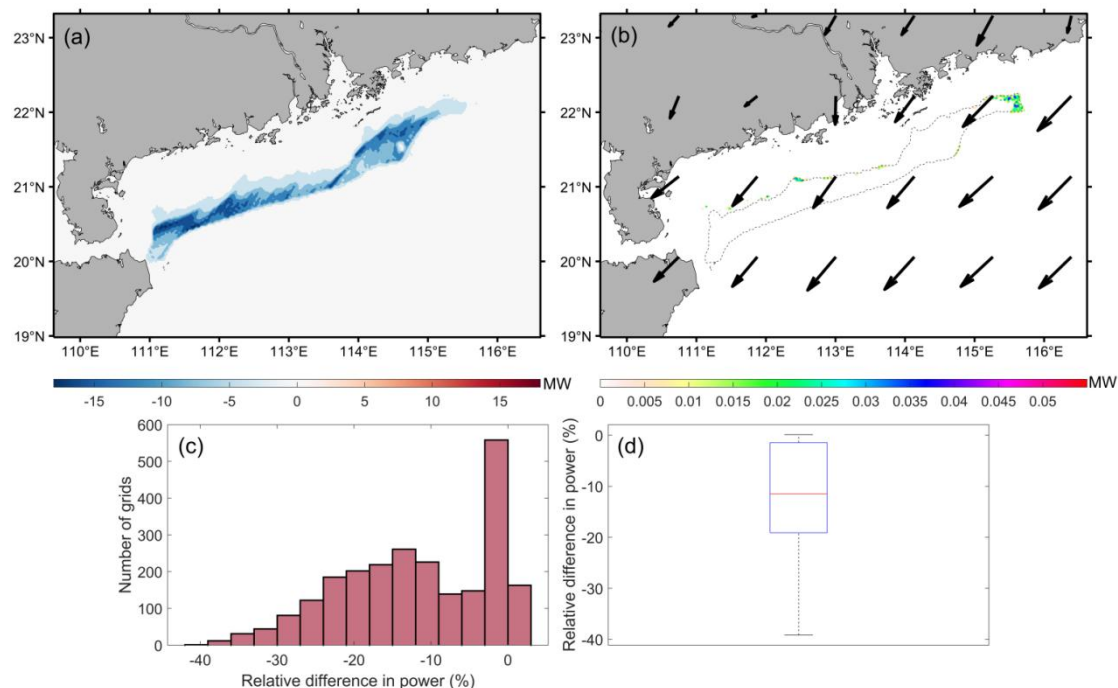 (a)
23°N
22°N
21°N
20°N
19°N
110°E 111°E 112°E 113°E 114°E 115°E 116°E
-15 -10 -5 0 5 10 15 MW
(b)
23°N
22°N
21°N
20°N
19°N
110°E 111°E 112°E 113°E 114°E 115°E 116°E
0 0.005 0.01 0.015 0.02 0.025 0.03 0.035 0.04 0.045 0.05 MW
(c)
Number of grids
600
500
400
300
200
100
0
-40 -30 -20 -10 0
Relative difference in power (%)
(d)
Relative difference in power (%)
0
-10
-20
-30
-40